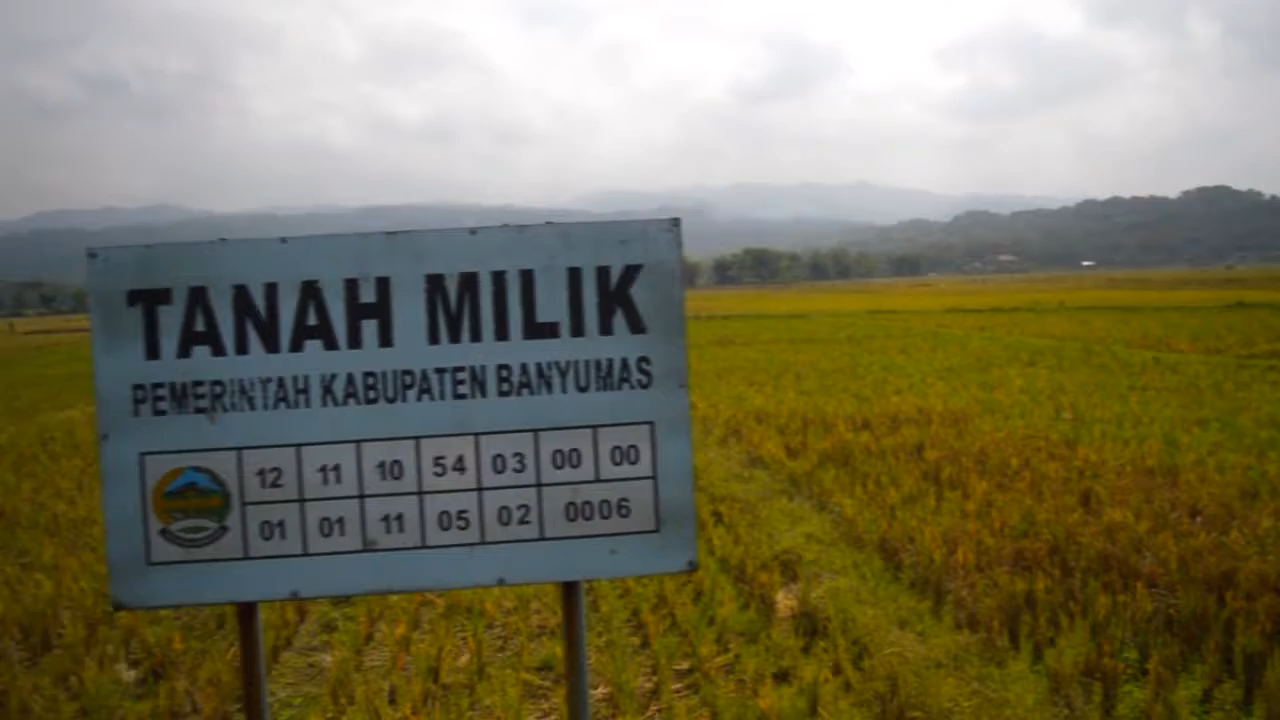 TANAH MILIK
PEMERINTAH KABUPATEN BANYUMAS
12 11 10 54 03 00 00
01 01 11 05 02 0006